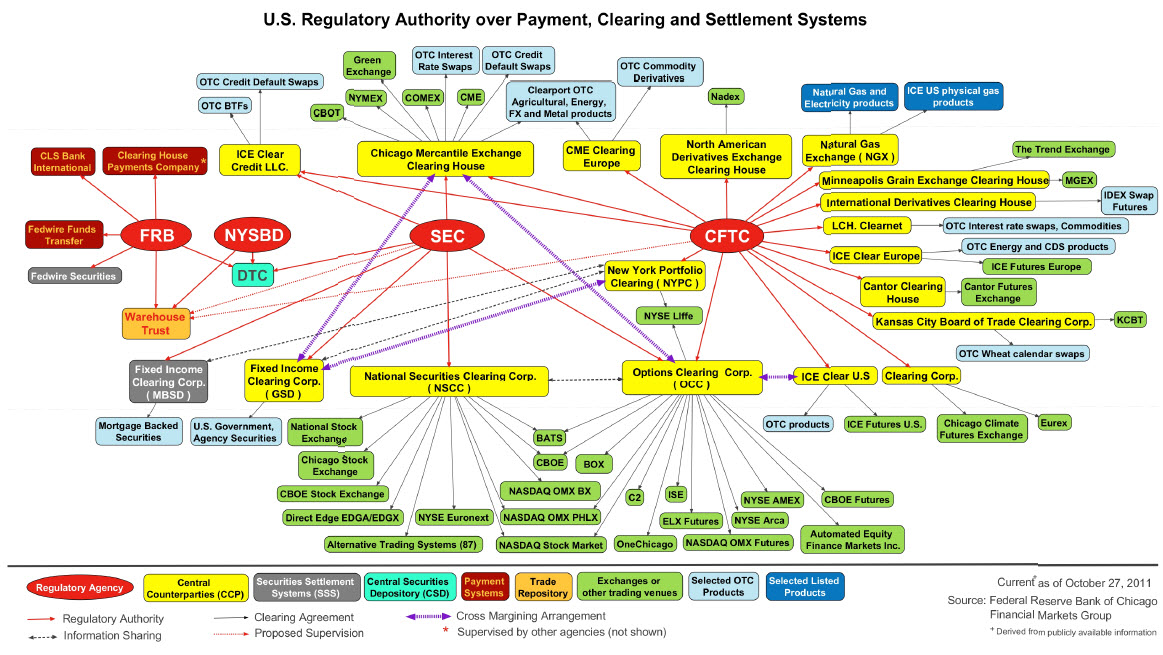 U.S. Regulatory Authority over Payment, Clearing and Settlement Systems
Green
Exchange
OTC Interest
Rate Swaps
OTC Credit
Default Swaps
OTC Commodity
Derivatives
OTC Credit Default Swaps
OTC BTFs
CBOT
NYMEX
COMEX
CME
Clearport OTC
Agricultural, Energy,
FX and Metal products
Nadex
Natural Gas and
Electricity products
ICE US physical gas
products
CLS Bank
International
Clearing House
Payments Company *
ICE Clear
Credit LLC.
Chicago Mercantile Exchange
Clearing House
CME Clearing
Europe
North American
Derivatives Exchange
Clearing House
Natural Gas
Exchange ( NGX )
The Trend Exchange
Minneapolis Grain Exchange Clearing House
MGEX
International Derivatives Clearing House
IDEX Swap
Futures
Fedwire Funds
Transfer
FRB
NYSBD
SEC
CFTC
LCH. Clearnet
OTC Interest rate swaps, Commodities
ICE Clear Europe
OTC Energy and CDS products
ICE Futures Europe
Fedwire Securities
DTC
New York Portfolio
Clearing ( NYPC )
Cantor Clearing
House
Cantor Futures
Exchange
Warehouse
Trust
NYSE Liffe
Kansas City Board of Trade Clearing Corp.
KCBT
OTC Wheat calendar swaps
Fixed Income
Clearing Corp.
( MBSD )
Fixed Income
Clearing Corp.
( GSD )
National Securities Clearing Corp.
( NSCC )
Options Clearing Corp.
( OCC )
ICE Clear U.S
Clearing Corp.
Mortgage Backed
Securities
U.S. Government,
Agency Securities
National Stock
Exchange
BATS
OTC products
ICE Futures U.S.
Chicago Climate
Futures Exchange
Eurex
Chicago Stock
Exchange
CBOE
BOX
CBOE Stock Exchange
NASDAQ OMX BX
C2
ISE
NYSE AMEX
CBOE Futures
Direct Edge EDGA/EDGX
NYSE Euronext
NASDAQ OMX PHLX
ELX Futures
NYSE Arca
Alternative Trading Systems (87)
NASDAQ Stock Market
OneChicago
NASDAQ OMX Futures
Automated Equity
Finance Markets Inc.
Regulatory Agency
Central
Counterparties (CCP)
Securities Settlement
Systems (SSS)
Central Securities
Depository (CSD)
Payment
Systems
Trade
Repository
Exchanges or
other trading venues
Selected OTC
Products
Selected Listed
Products
Regulatory Authority
Clearing Agreement
Cross Margining Arrangement
Information Sharing
Proposed Supervision
* Supervised by other agencies (not shown)
Current+ as of October 27, 2011
Source: Federal Reserve Bank of Chicago
Financial Markets Group
+ Derived from publicly available information